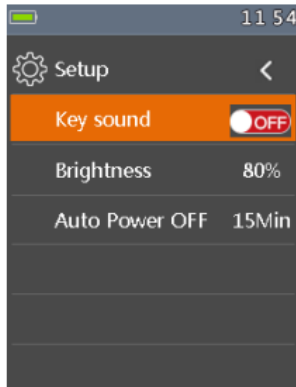 11 54
Setup <
Key sound OFF
Brightness 80%
Auto Power OFF 15Min